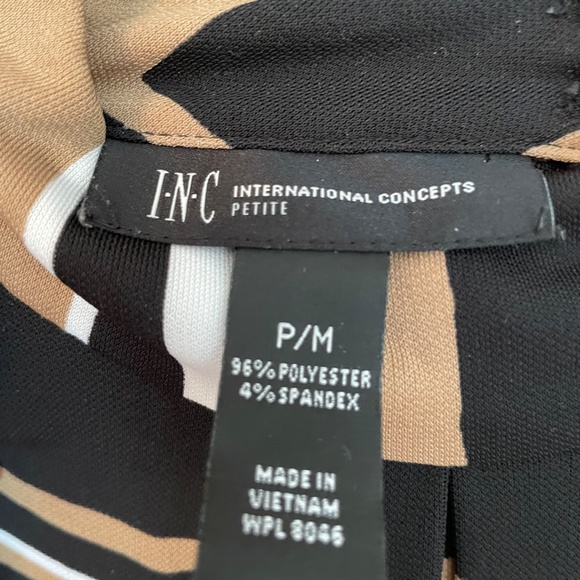 I·N·C INTERNATIONAL CONCEPTS
PETITE
P/M
96% POLYESTER
4% SPANDEX
MADE IN
VIETNAM
WPL 8046